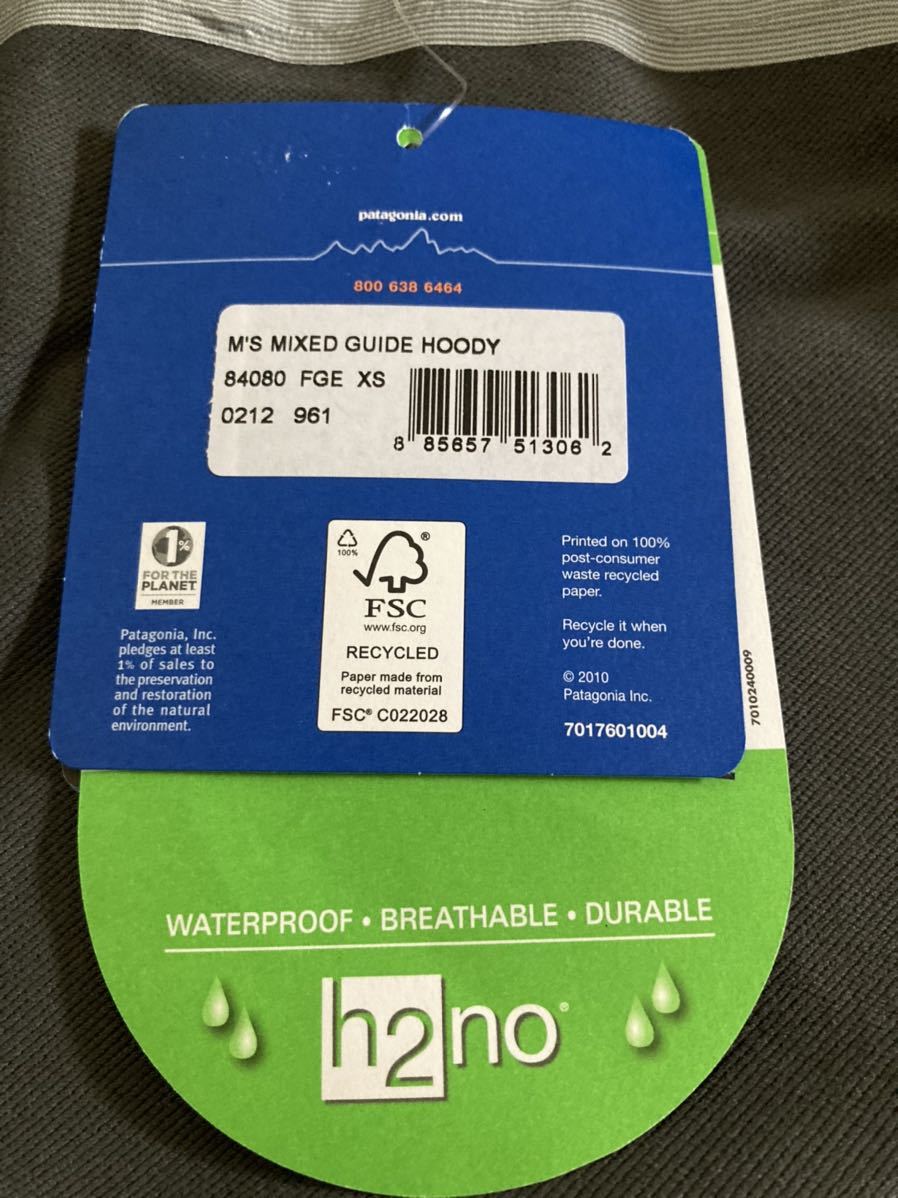 patagonia.com
800 638 6464
M'S MIXED GUIDE HOODY
84080 FGE XS
0212 961
8 85657 51306 2
1%
FOR THE
PLANET
MEMBER
Patagonia, Inc.
pledges at least
1% of sales to
the preservation
and restoration
of the natural
environment.
100%
®
FSC
www.fsc.org
RECYCLED
Paper made from
recycled material
FSC® C022028
Printed on 100%
post-consumer
waste recycled
paper.
Recycle it when
you're done.
© 2010
Patagonia Inc.
7017601004
7010240009
WATERPROOF • BREATHABLE • DURABLE
h2no®